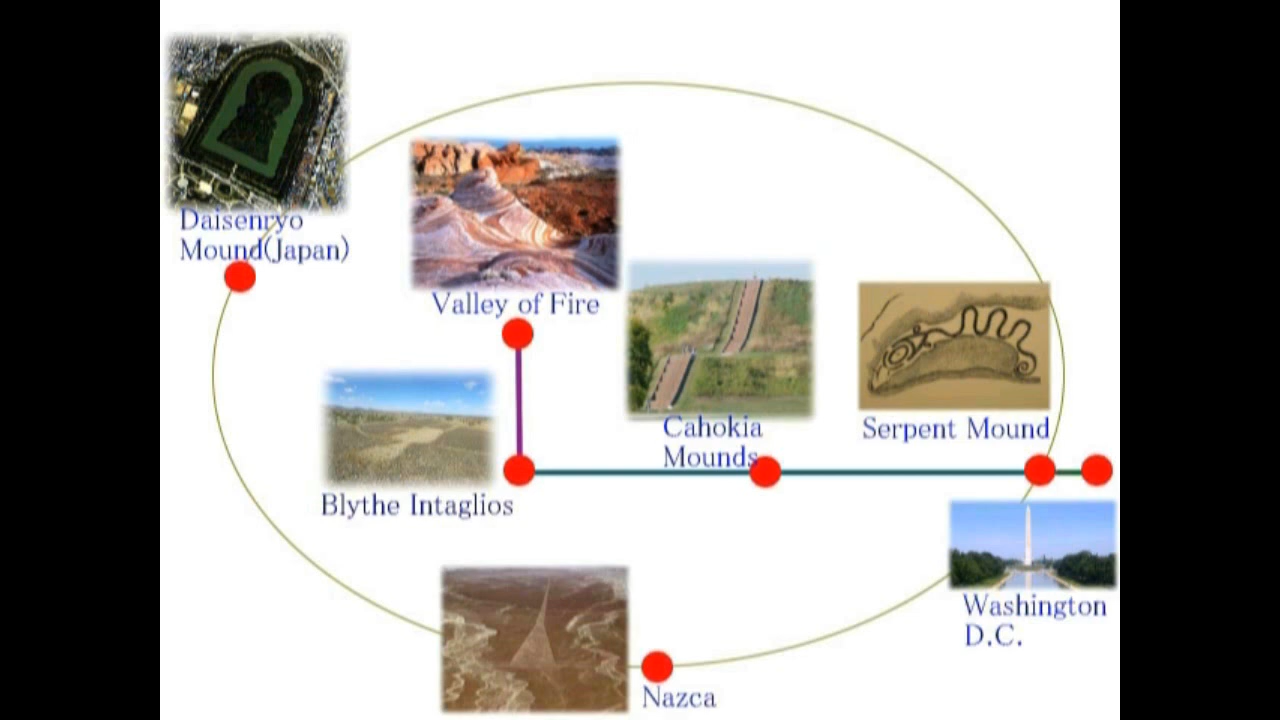 Daisenryo
Mound(Japan)
Valley of Fire
Cahokia
Mounds
Serpent Mound
Blythe Intaglios
Washington
D.C.
Nazca